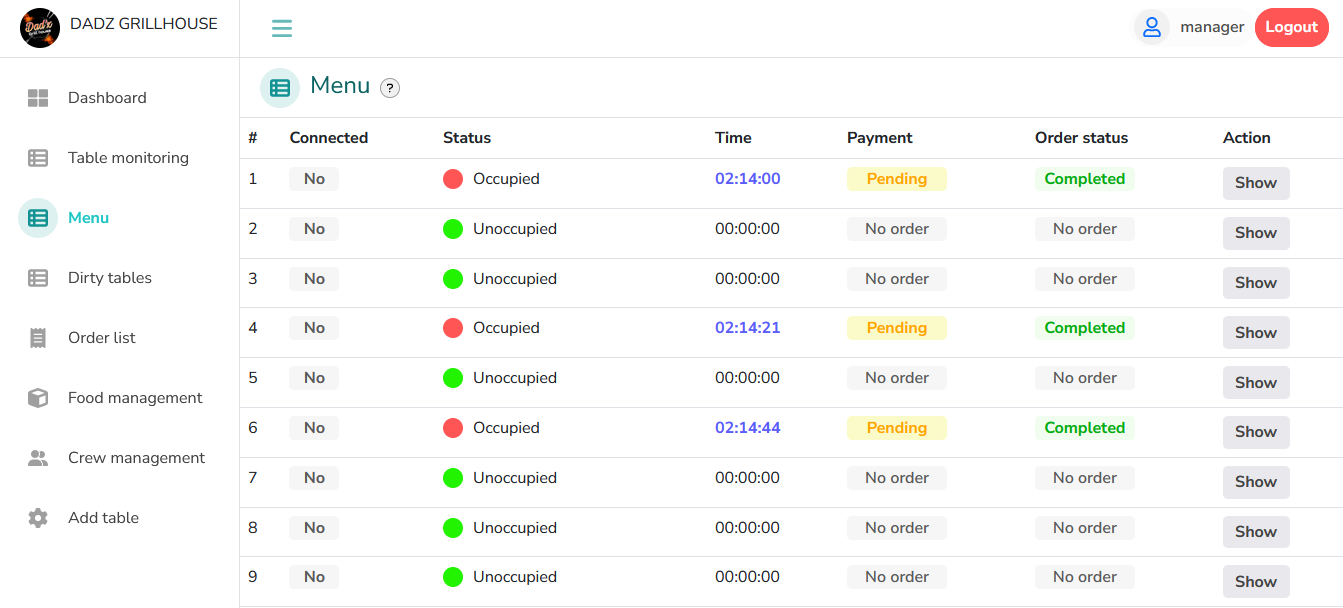 DADZ GRILLHOUSE
manager
Logout
Dashboard
Table monitoring
Menu
Dirty tables
Order list
Food management
Crew management
Add table
Menu ?
# Connected Status Time Payment Order status Action
1 No Occupied 02:14:00 Pending Completed Show
2 No Unoccupied 00:00:00 No order No order Show
3 No Unoccupied 00:00:00 No order No order Show
4 No Occupied 02:14:21 Pending Completed Show
5 No Unoccupied 00:00:00 No order No order Show
6 No Occupied 02:14:44 Pending Completed Show
7 No Unoccupied 00:00:00 No order No order Show
8 No Unoccupied 00:00:00 No order No order Show
9 No Unoccupied 00:00:00 No order No order Show